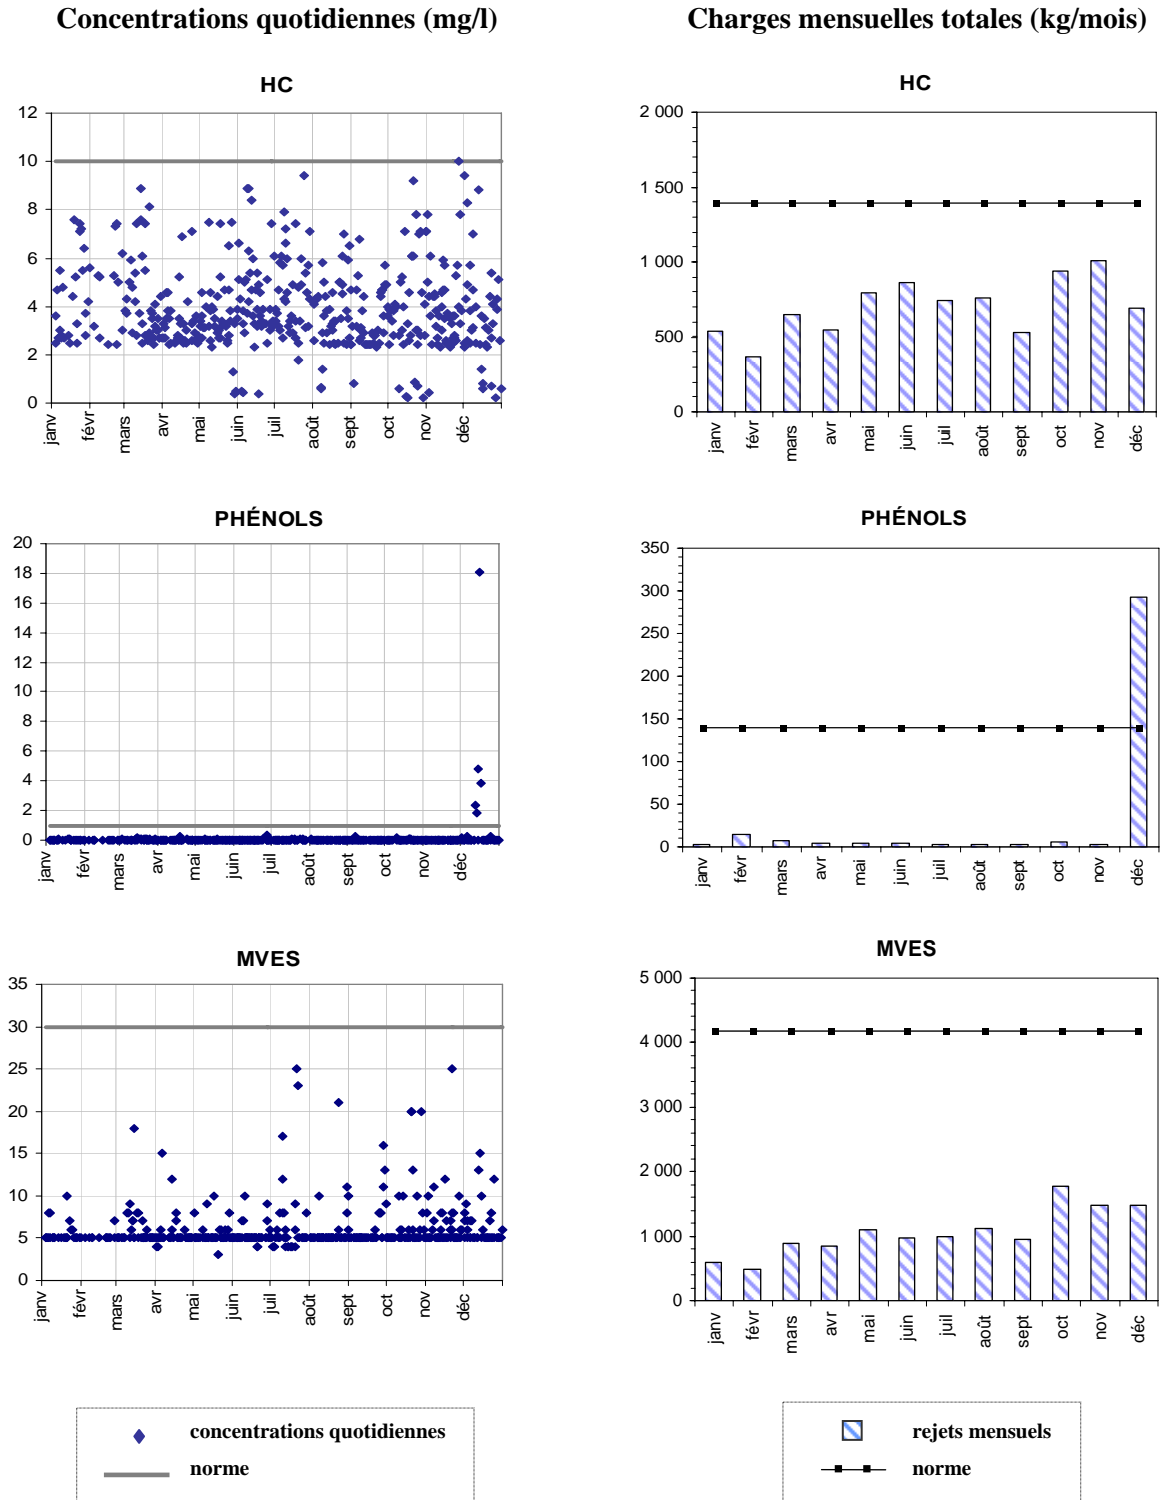 Concentrations quotidiennes (mg/l)
Charges mensuelles totales (kg/mois)
HC
12
10
8
6
4
2
0
janv
févr
mars
avr
mai
juin
juil
août
sept
oct
nov
déc
HC
2 000
1 500
1 000
500
0
janv
févr
mars
avr
mai
juin
juil
août
sept
oct
nov
déc
PHÉNOLS
20
18
16
14
12
10
8
6
4
2
0
janv
févr
mars
avr
mai
juin
juil
août
sept
oct
nov
déc
PHÉNOLS
350
300
250
200
150
100
50
0
janv
févr
mars
avr
mai
juin
juil
août
sept
oct
nov
déc
MVES
35
30
25
20
15
10
5
0
janv
févr
mars
avr
mai
juin
juil
août
sept
oct
nov
déc
MVES
5 000
4 000
3 000
2 000
1 000
0
janv
févr
mars
avr
mai
juin
juil
août
sept
oct
nov
déc
concentrations quotidiennes
norme
rejets mensuels
norme